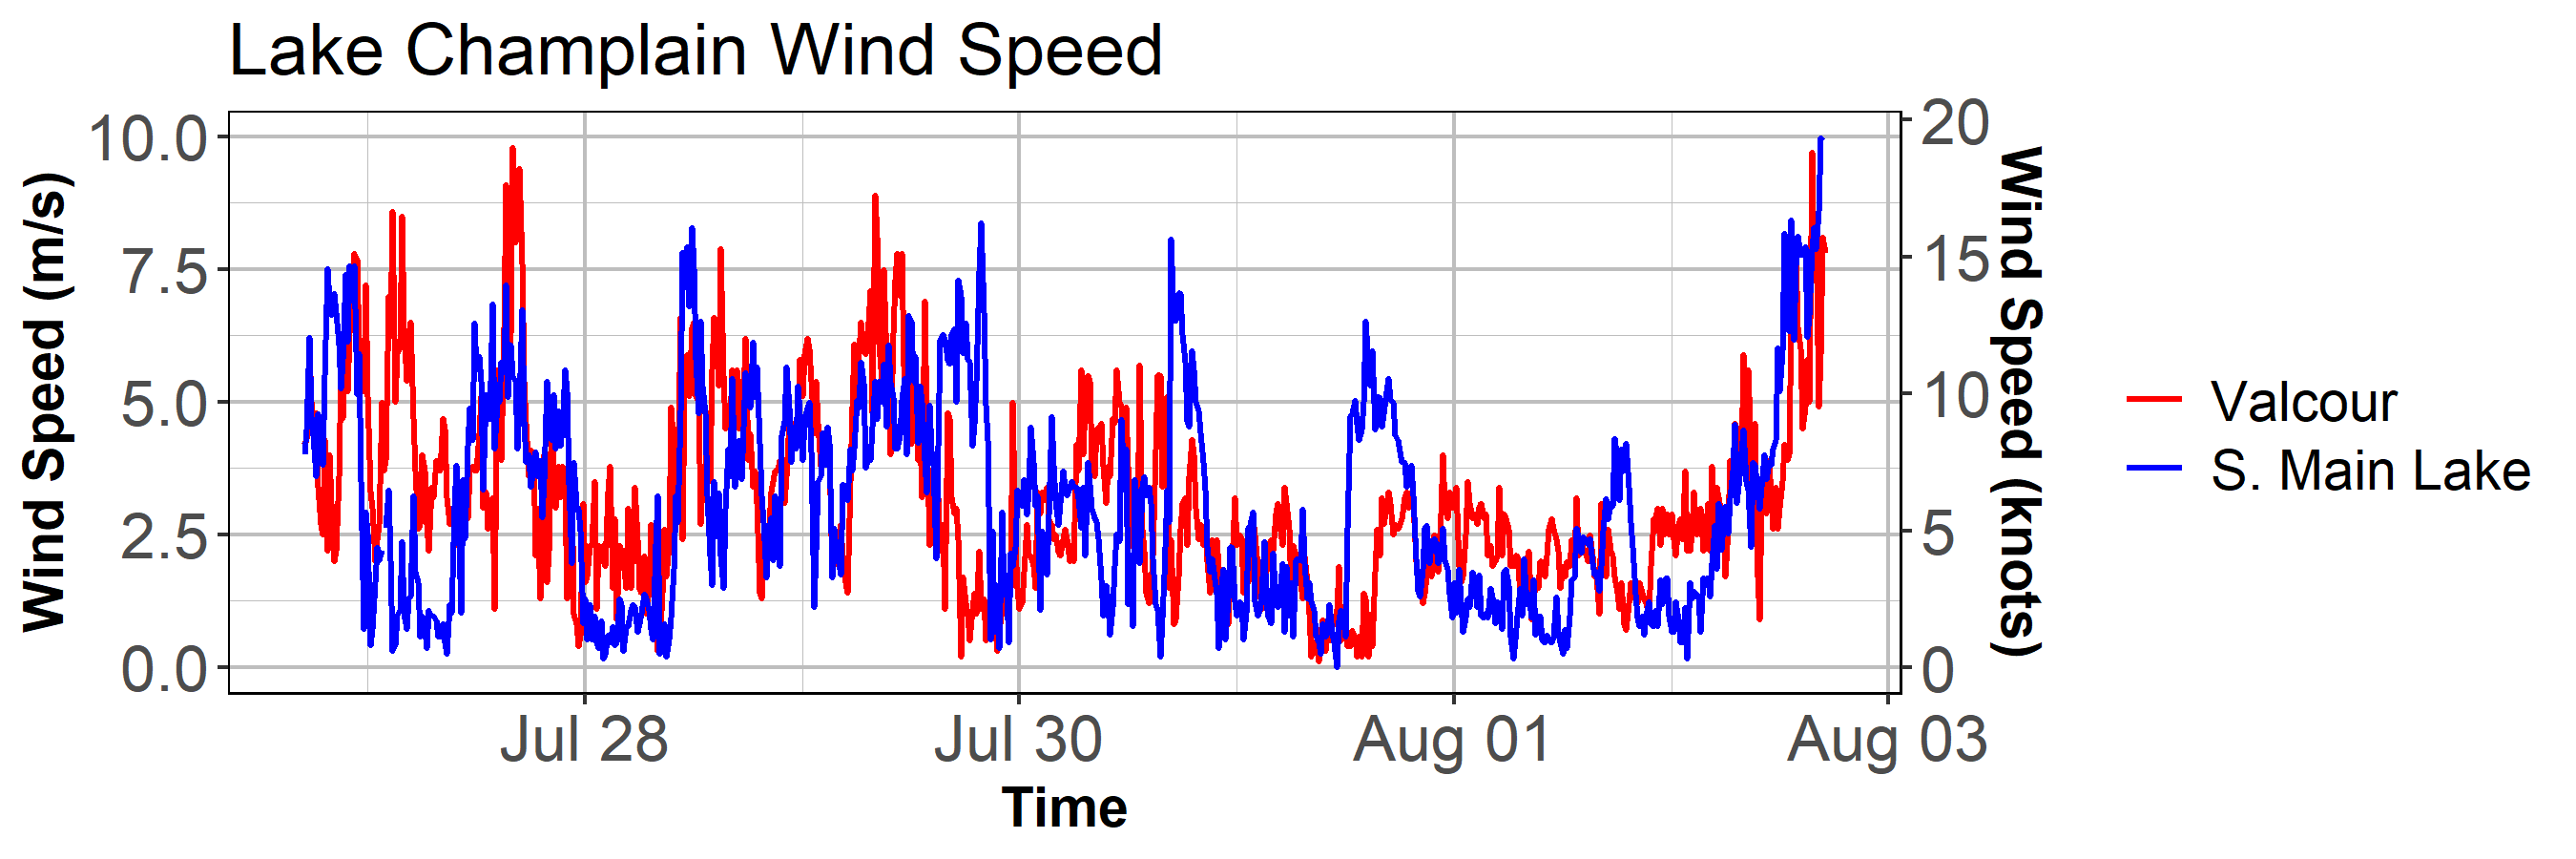 Lake Champlain Wind Speed
Wind Speed (m/s)
10.0
7.5
5.0
2.5
0.0
20
15
10
5
0
Wind Speed (knots)
Jul 28
Jul 30
Aug 01
Aug 03
Time
Valcour
S. Main Lake